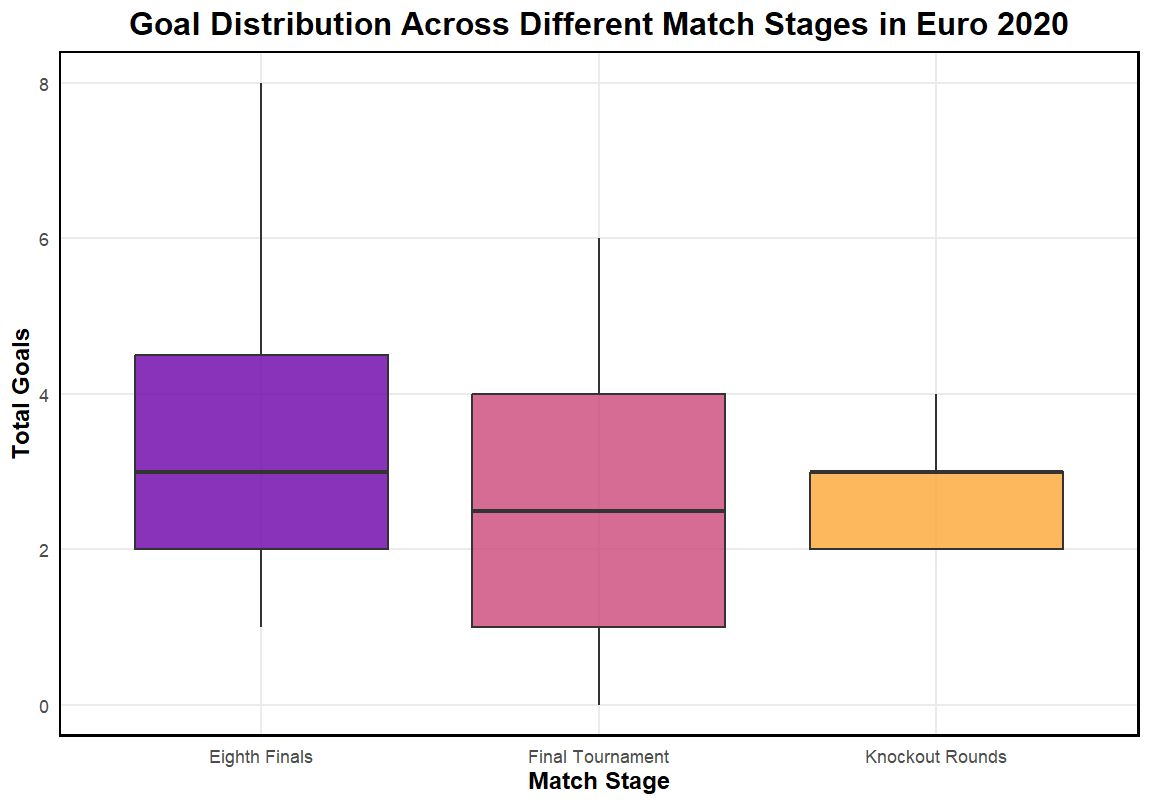 Goal Distribution Across Different Match Stages in Euro 2020
Total Goals
8
6
4
2
0
Eighth Finals
Final Tournament
Knockout Rounds
Match Stage